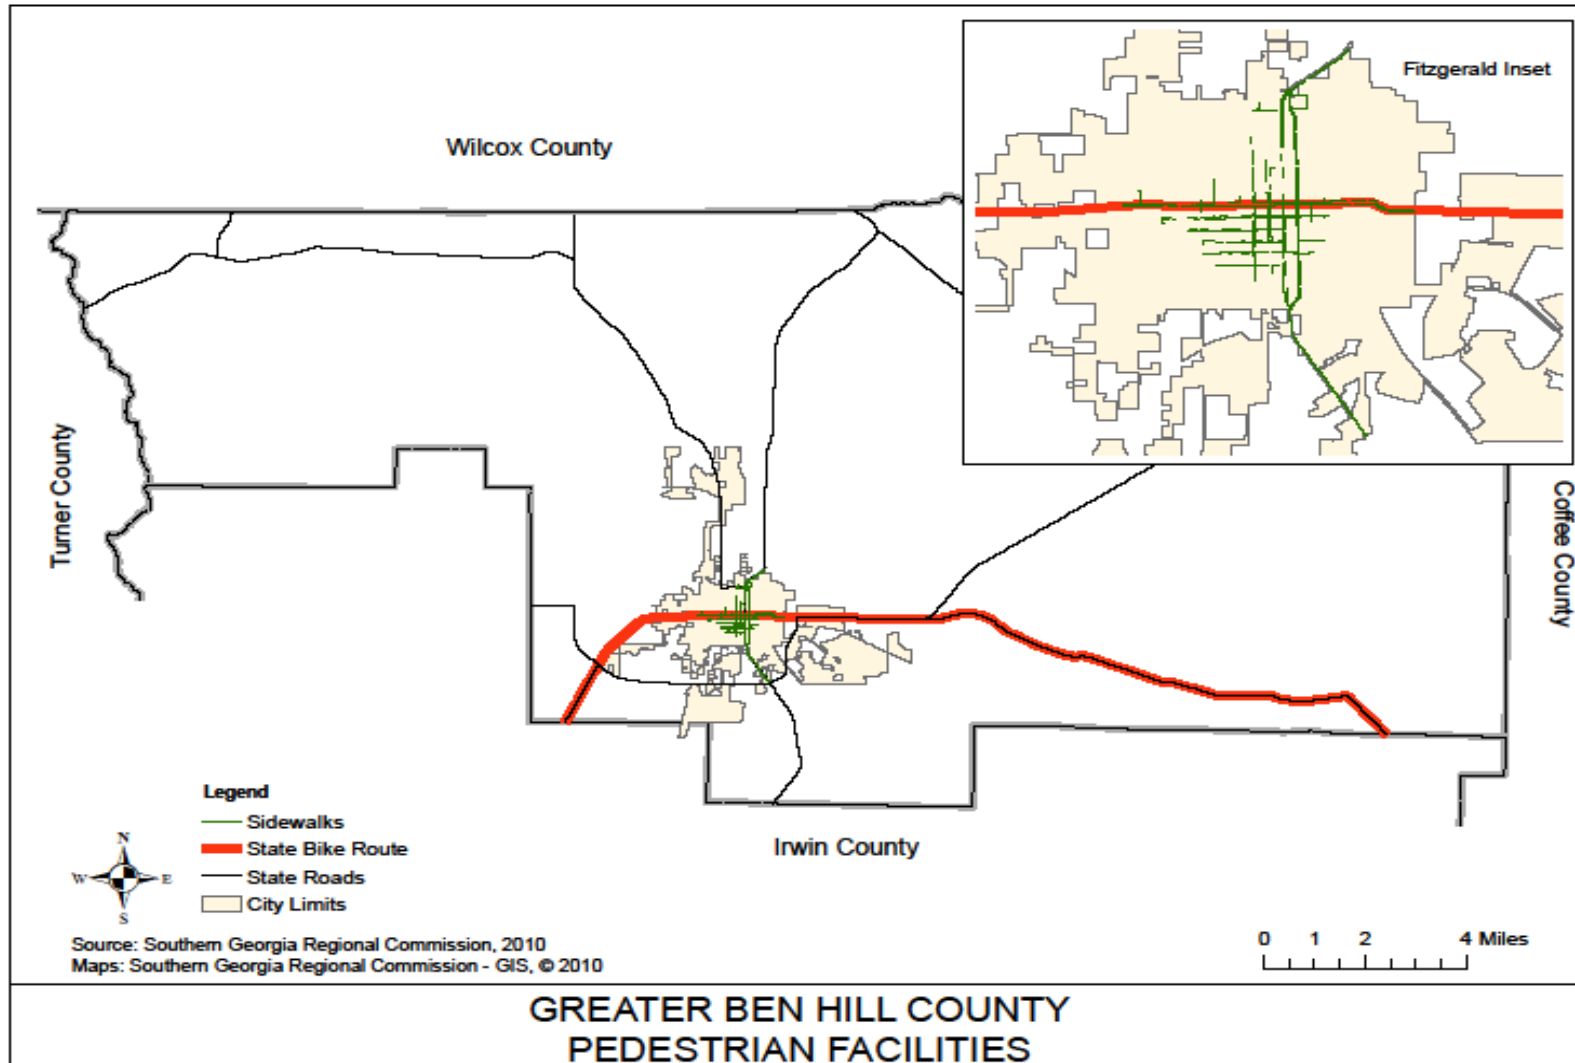 Fitzgerald Inset
Wilcox County
Turner County
Coffee County
Irwin County
Legend
Sidewalks
State Bike Route
State Roads
City Limits
N
W E
S
Source: Southern Georgia Regional Commission, 2010
Maps: Southern Georgia Regional Commission - GIS, © 2010
0 1 2 4 Miles
GREATER BEN HILL COUNTY
PEDESTRIAN FACILITIES